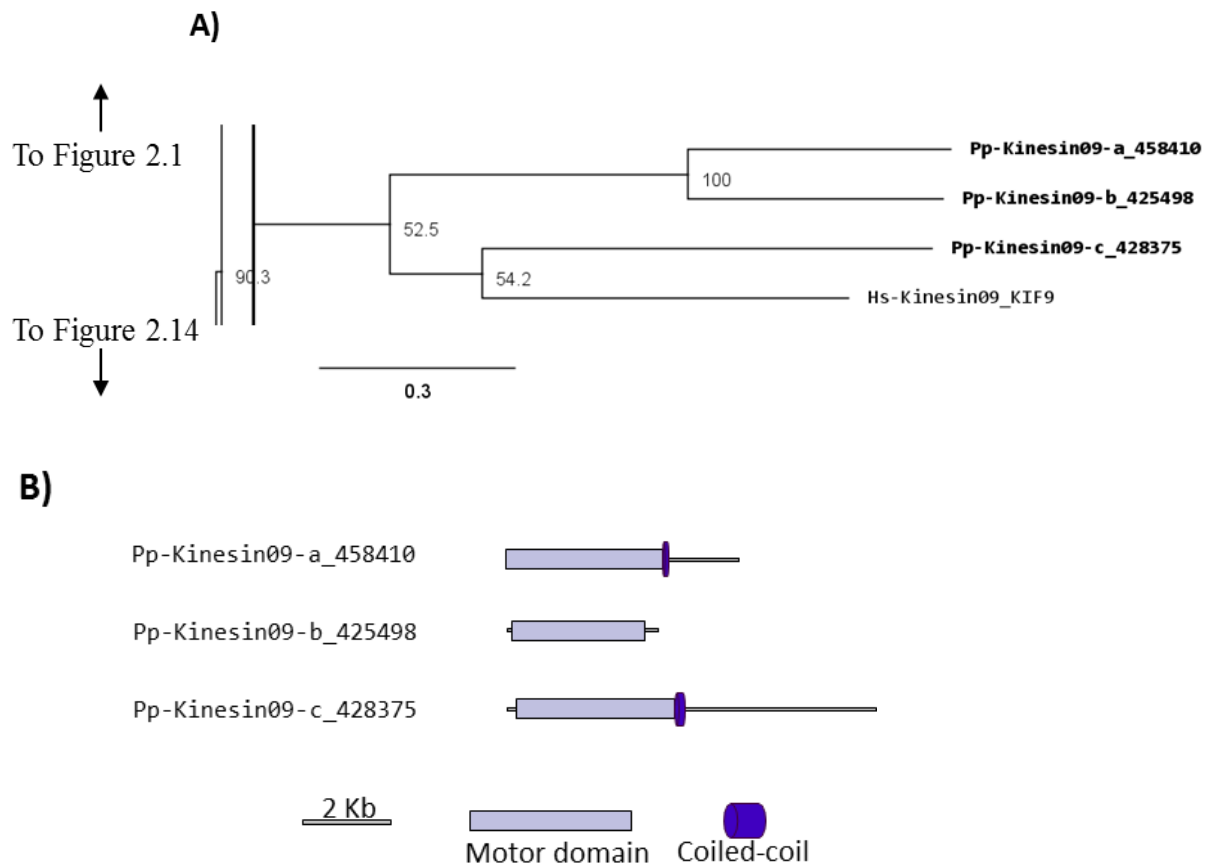 A)
To Figure 2.1
Pp-Kinesin09-a_458410
100
Pp-Kinesin09-b_425498
52.5
Pp-Kinesin09-c_428375
90.3
54.2
Hs-Kinesin09_KIF9
To Figure 2.14
0.3
B)
Pp-Kinesin09-a_458410
Pp-Kinesin09-b_425498
Pp-Kinesin09-c_428375
2 Kb
Motor domain
Coiled-coil